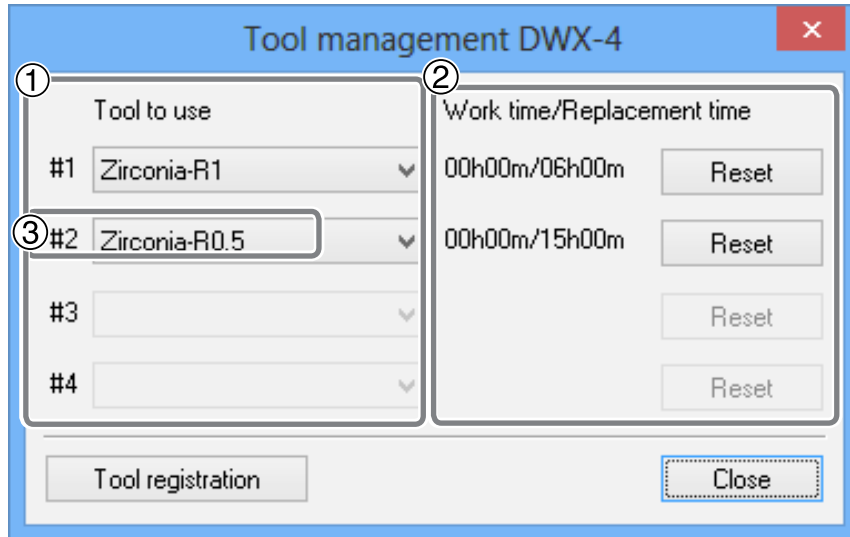 Tool management DWX-4
×
① ②
Tool to use Work time/Replacement time
#1 Zirconia-R1 00h00m/06h00m Reset
③ #2 Zirconia-R0.5 00h00m/15h00m Reset
#3 Reset
#4 Reset
Tool registration Close